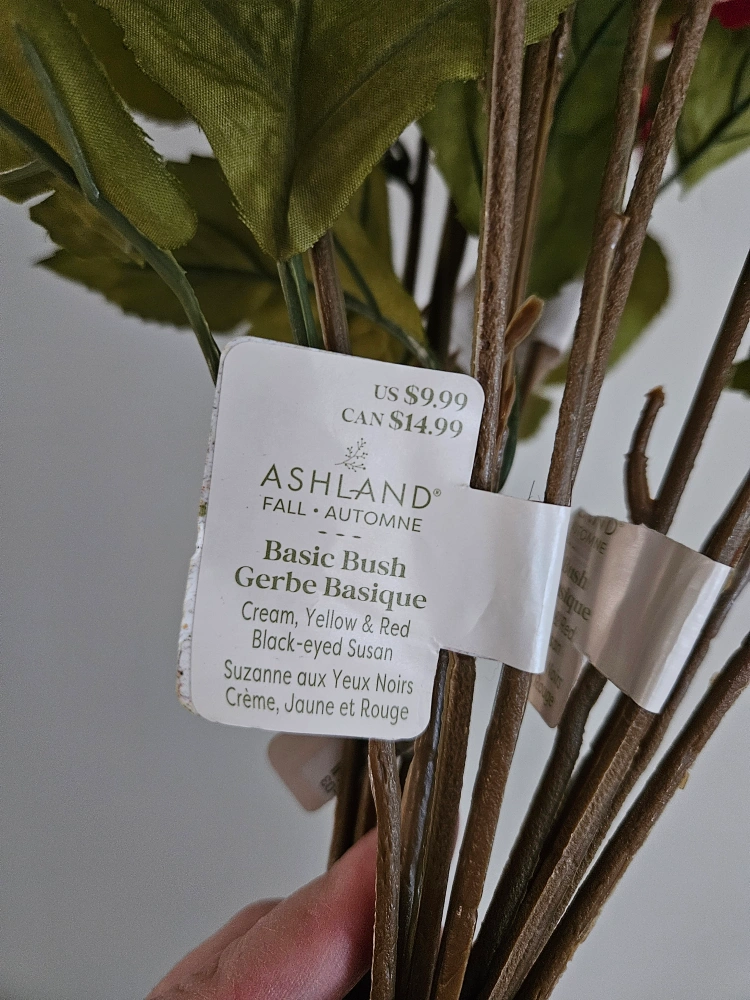 US $9.99
CAN $14.99
ASHLAND®
FALL • AUTOMNE
- - -
Basic Bush
Gerbe Basique
Cream, Yellow & Red
Black-eyed Susan
Suzanne aux Yeux Noirs
Crème, Jaune et Rouge